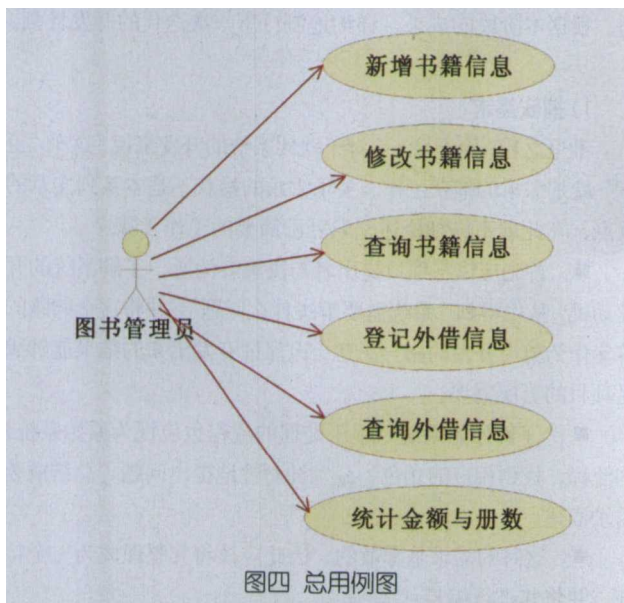 新增书籍信息
修改书籍信息
查询书籍信息
图书管理员
登记外借信息
查询外借信息
统计金额与册数
图四 总用例图